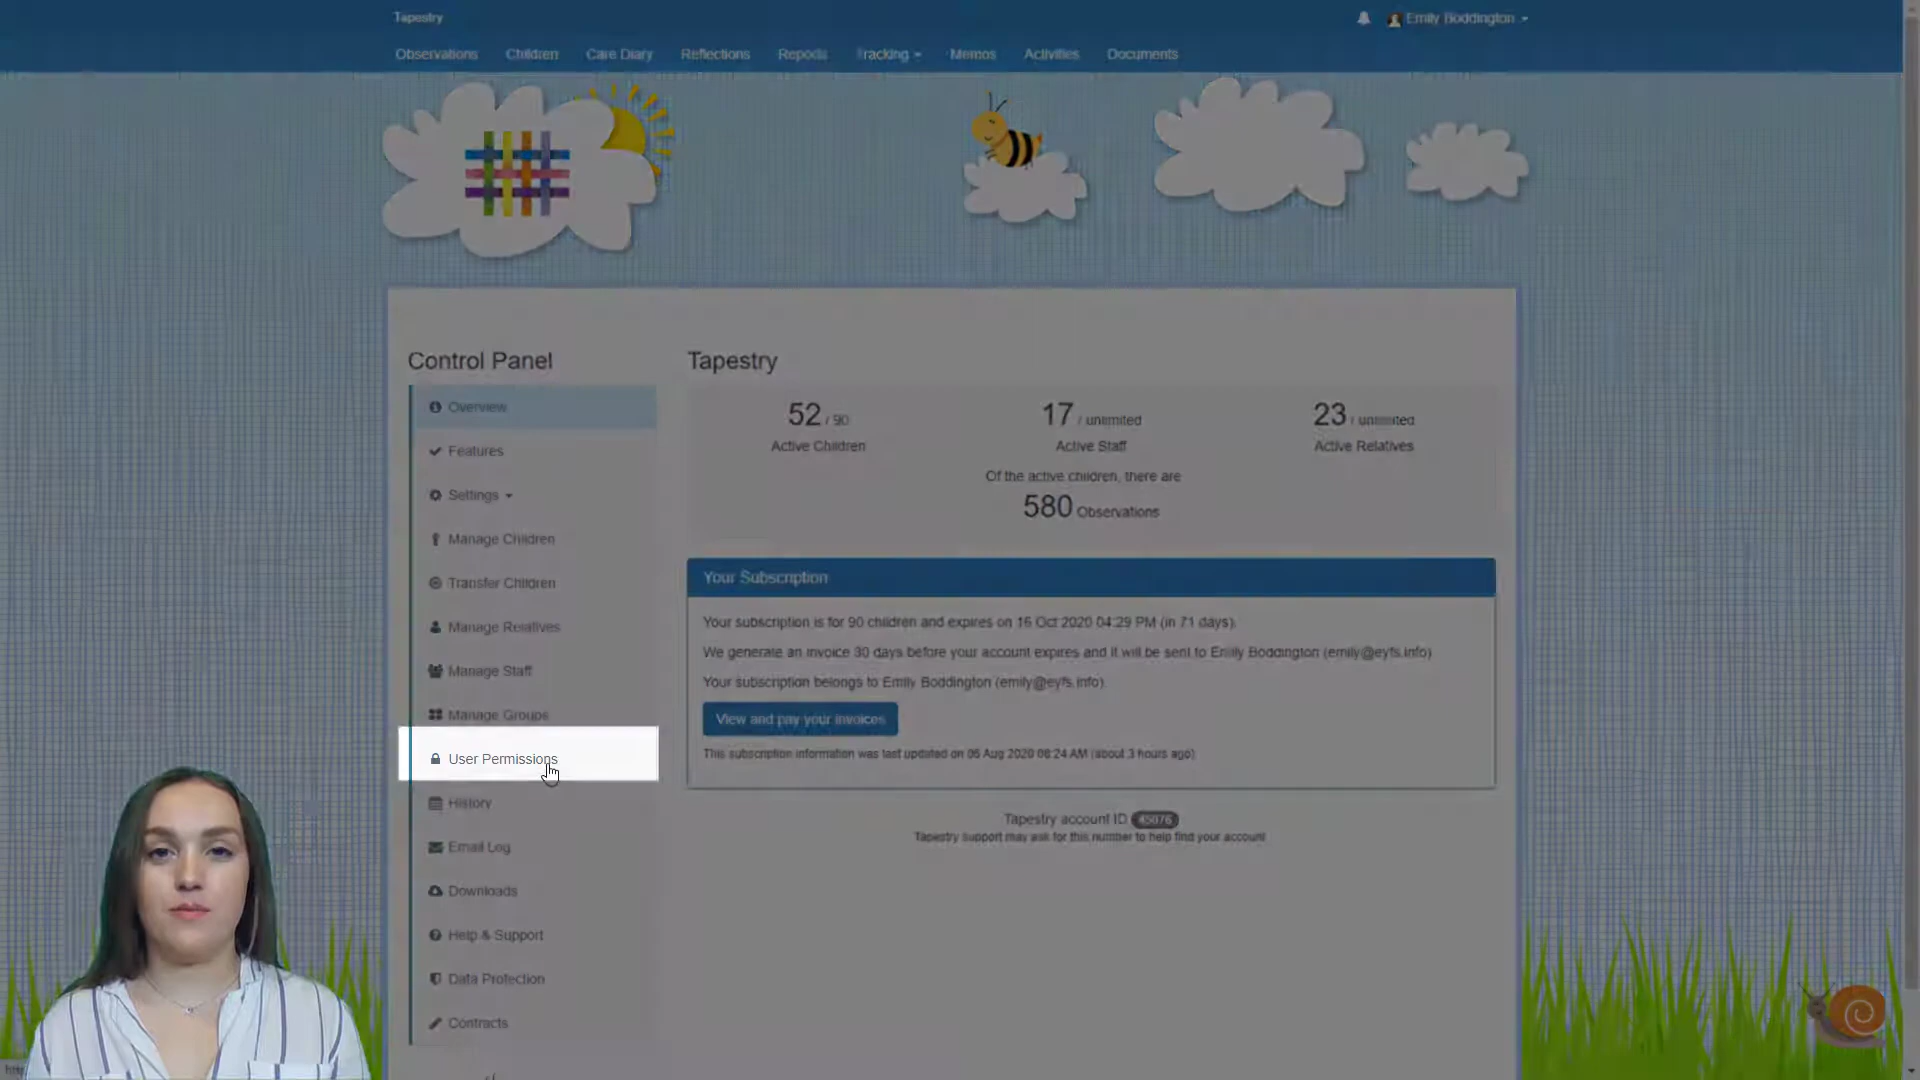 Tapestry
Emily Boddington
Observations Children Care Diary Reflections Reports Tracking Memos Activities Documents
Control Panel
Overview
Features
Settings
Manage Children
Transfer Children
Manage Relatives
Manage Staff
Manage Groups
User Permissions
History
Email Log
Downloads
Help & Support
Data Protection
Contracts
Tapestry
52 / 90
Active Children
17 / unlimited
Active Staff
23 / unlimited
Active Relatives
Of the active children, there are
580 Observations
Your Subscription
Your subscription is for 90 children and expires on 16 Oct 2020 04:29 PM (in 71 days).
We generate an invoice 30 days before your account expires and it will be sent to Emily Boddington (emily@eyfs.info)
Your subscription belongs to Emily Boddington (emily@eyfs.info)
View and pay your invoices
This subscription information was last updated on 06 Aug 2020 08:24 AM (about 3 hours ago)
Tapestry account ID 45076
Tapestry support may ask for this number to help find your account